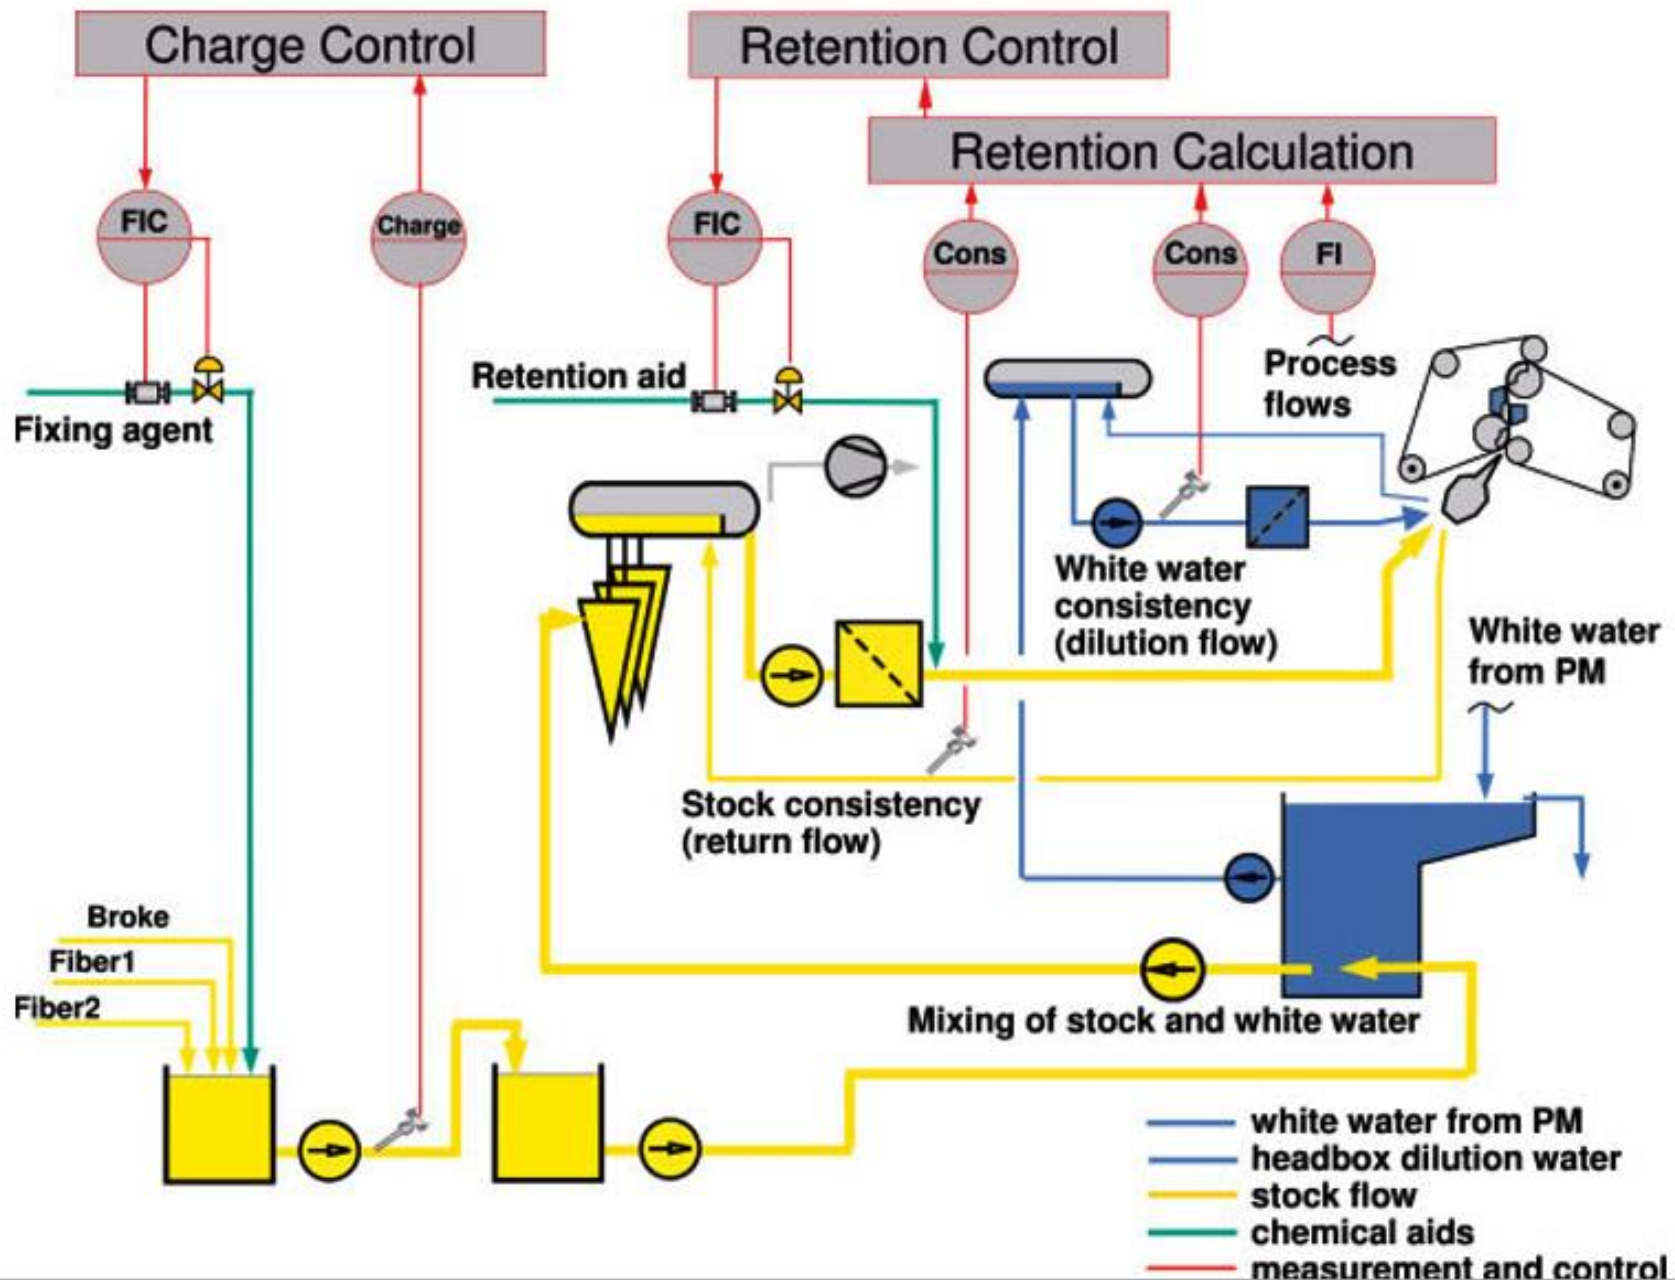 Charge Control
Retention Control
Retention Calculation
FIC
Charge
FIC
Cons
Cons
FI
Fixing agent
Retention aid
Process
flows
White water
consistency
(dilution flow)
White water
from PM
Stock consistency
(return flow)
Broke
Fiber1
Fiber2
Mixing of stock and white water
white water from PM
headbox dilution water
stock flow
chemical aids
measurement and control